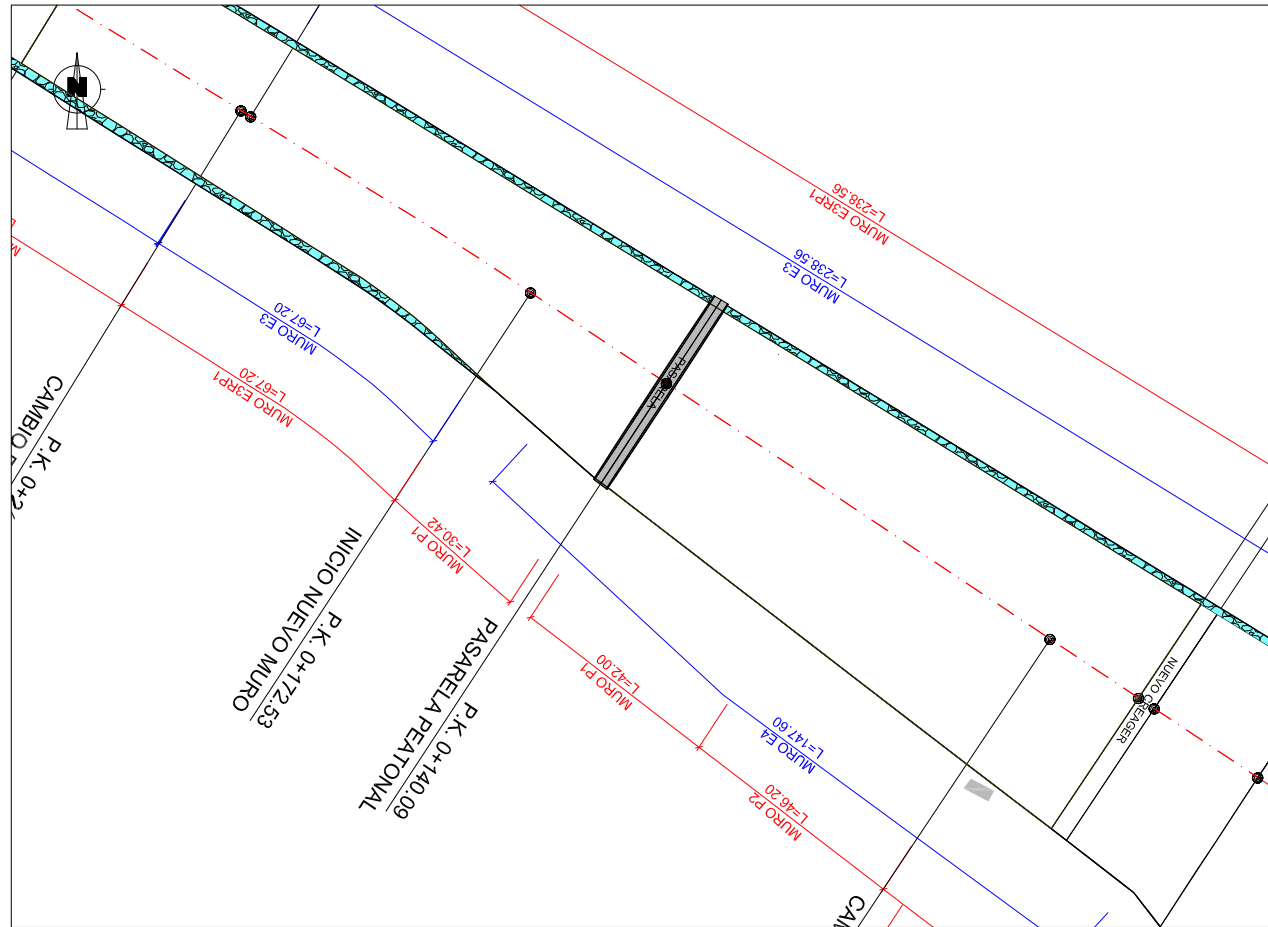 N
MURO E3RP1
L=238.56
MURO E3
L=238.56
MURO E3
L=67.20
MURO E3RP1
L=67.20
PASARELA
MURO P1
L=30.42
P.K. 0+172.53
INICIO NUEVO MURO
P.K. 0+140.09
PASARELA PEATONAL
MURO P1
L=42.00
MURO E4
L=147.60
MURO P2
L=46.20
NUEVO CREAGER
P.K. 0+2
CAMBIO